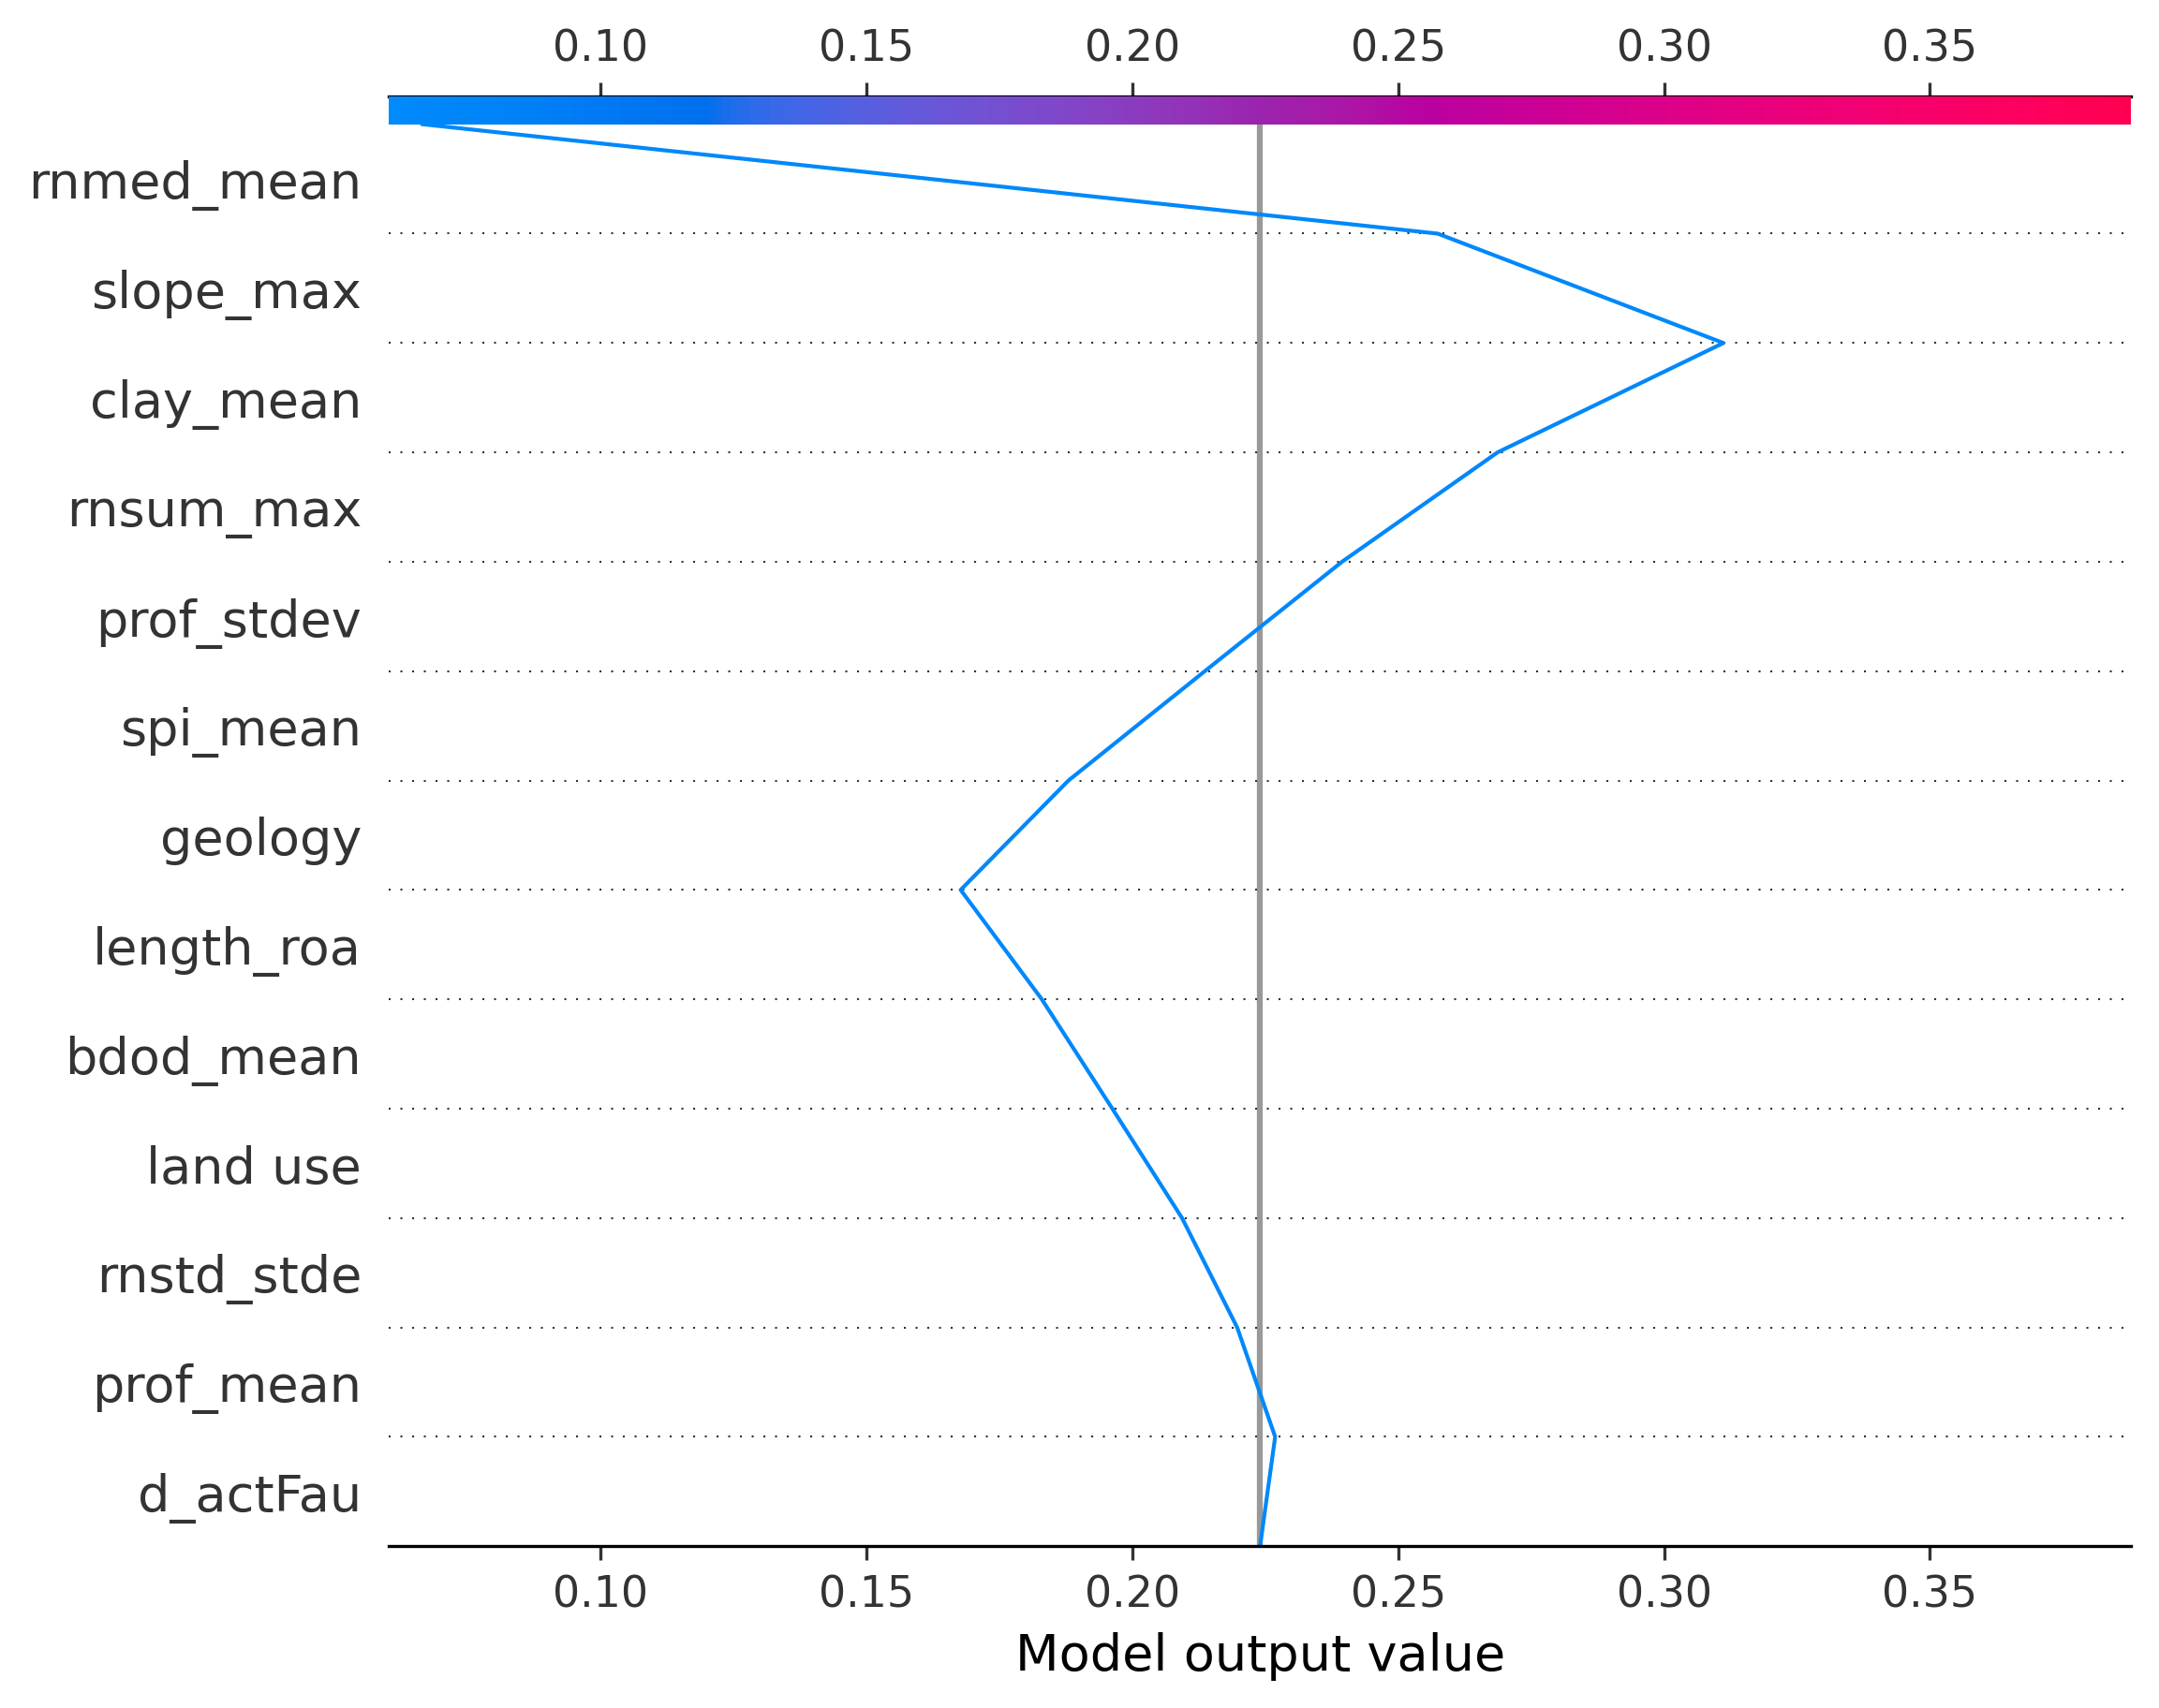 0.10 0.15 0.20 0.25 0.30 0.35
rnmed_mean
slope_max
clay_mean
rnsum_max
prof_stdev
spi_mean
geology
length_roa
bdod_mean
land use
rnstd_stde
prof_mean
d_actFau
0.10 0.15 0.20 0.25 0.30 0.35
Model output value